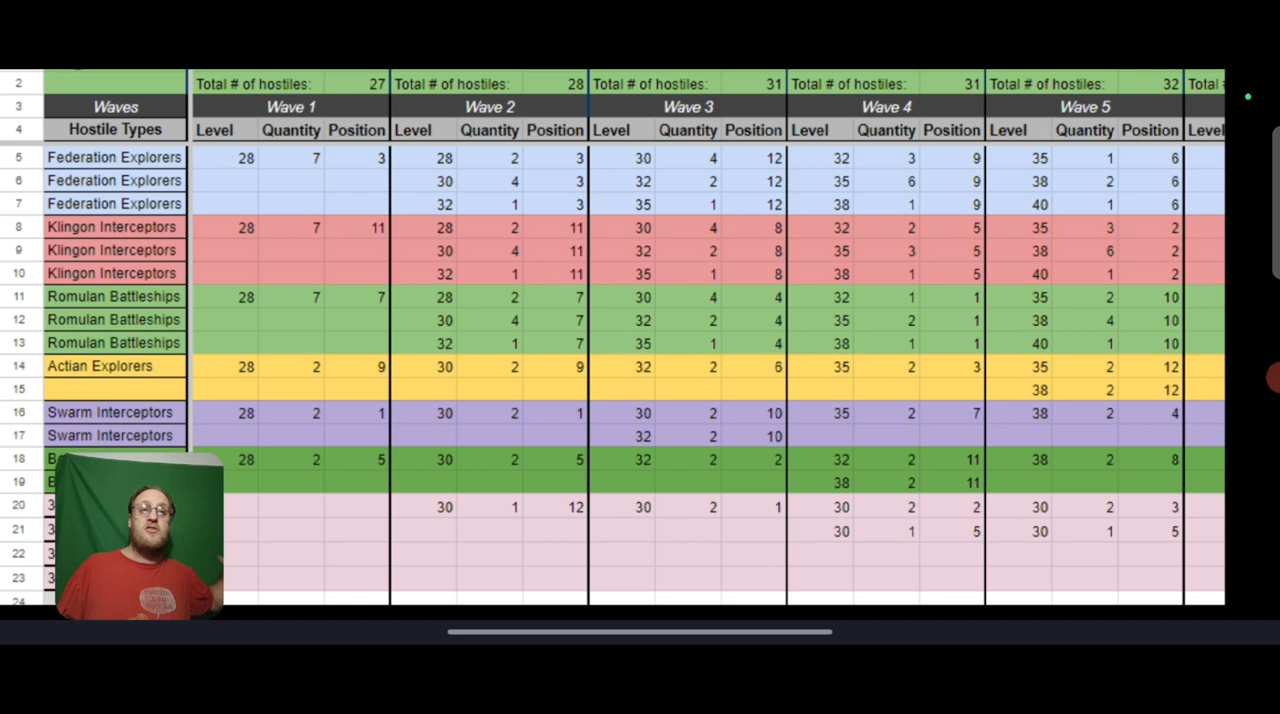 2 Total # of hostiles: 27 Total # of hostiles: 28 Total # of hostiles: 31 Total # of hostiles: 31 Total # of hostiles: 32 Total
3 Waves Wave 1 Wave 2 Wave 3 Wave 4 Wave 5
4 Hostile Types Level Quantity Position Level Quantity Position Level Quantity Position Level Quantity Position Level Quantity Position Level
5 Federation Explorers 28 7 3 28 2 3 30 4 12 32 3 9 35 1 6
6 Federation Explorers 30 4 3 32 2 12 35 6 9 38 2 6
7 Federation Explorers 32 1 3 35 1 12 38 1 9 40 1 6
8 Klingon Interceptors 28 7 11 28 2 11 30 4 8 32 2 5 35 3 2
9 Klingon Interceptors 30 4 11 32 2 8 35 3 5 38 6 2
10 Klingon Interceptors 32 1 11 35 1 8 38 1 5 40 1 2
11 Romulan Battleships 28 7 7 28 2 7 30 4 4 32 1 1 35 2 10
12 Romulan Battleships 30 4 7 32 2 4 35 2 1 38 4 10
13 Romulan Battleships 32 1 7 35 1 4 38 1 1 40 1 10
14 Actian Explorers 28 2 9 30 2 9 32 2 6 35 2 3 35 2 12
15 38 2 12
16 Swarm Interceptors 28 2 1 30 2 1 30 2 10 35 2 7 38 2 4
17 Swarm Interceptors 32 2 10
18 28 2 5 30 2 5 32 2 2 32 2 11 38 2 8
19 38 2 11
20 3 30 1 12 30 2 1 30 2 2 30 2 3
21 3 30 1 5 30 1 5
22 3
23 3
24